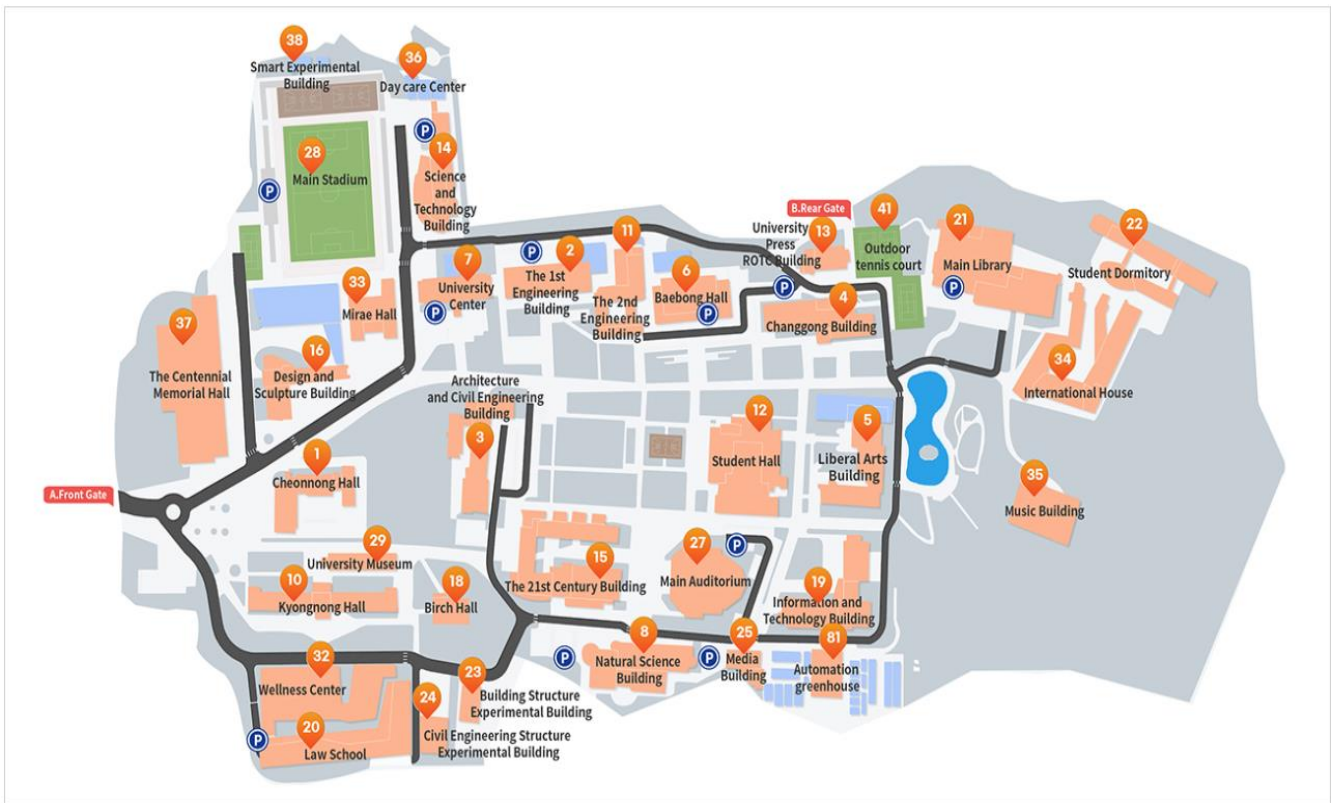 38
Smart Experimental
Building
36
Day care Center
P
28
Main Stadium
P
14
Science
and
Technology
Building
B.Rear Gate
University
Press
ROTC Building
13
41
Outdoor
tennis court
21
Main Library
P
22
Student Dormitory
7
University
Center
P
P
2
The 1st
Engineering
Building
11
The 2nd
Engineering
Building
6
Baebong Hall
P
P
4
Changgong Building
33
Mirae Hall
37
The Centennial
Memorial Hall
16
Design and
Sculpture Building
34
International House
Architecture
and Civil Engineering
Building
3
12
Student Hall
5
Liberal Arts
Building
1
Cheonnong Hall
A.Front Gate
35
Music Building
29
University Museum
10
Kyongnong Hall
18
Birch Hall
15
The 21st Century Building
27
Main Auditorium
P
19
Information and
Technology Building
32
Wellness Center
20
Law School
P
23
Building Structure
Experimental Building
24
Civil Engineering Structure
Experimental Building
P
8
Natural Science
Building
P
25
Media
Building
81
Automation
greenhouse